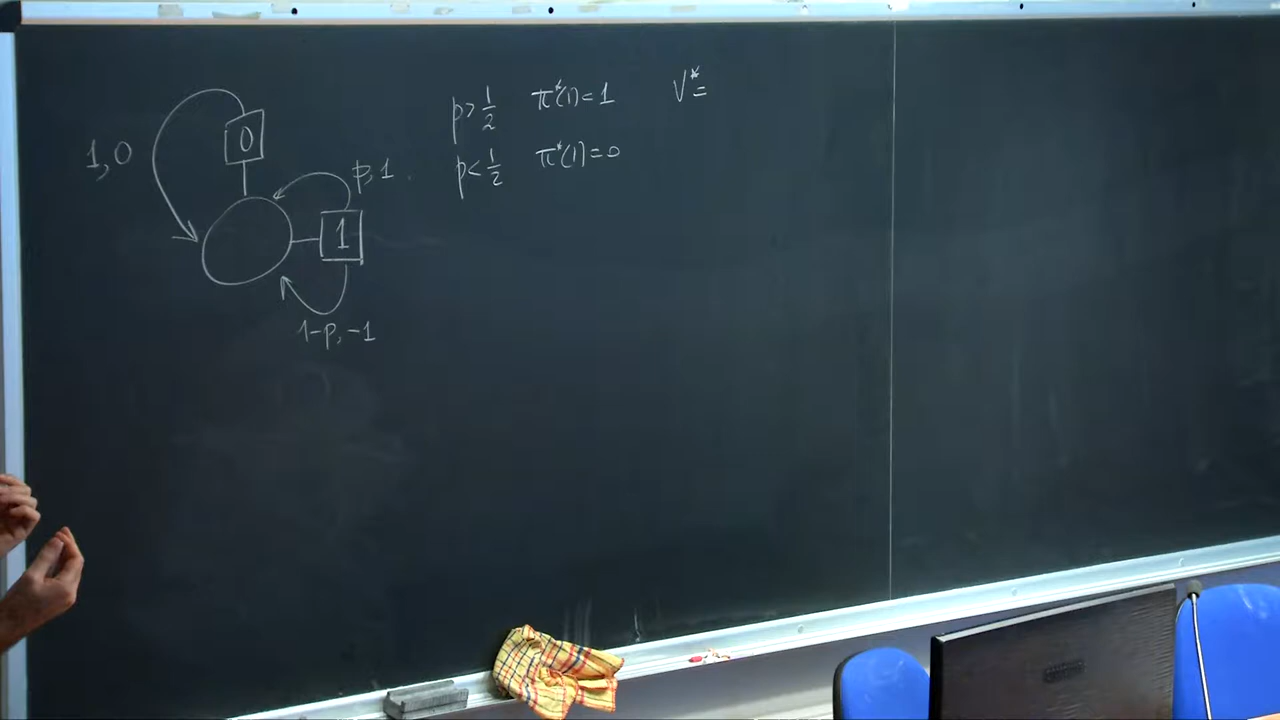 0
1,0
p,1
1
1-p,-1
p>1/2 π*(1)=1 V*=
p<1/2 π*(1)=0